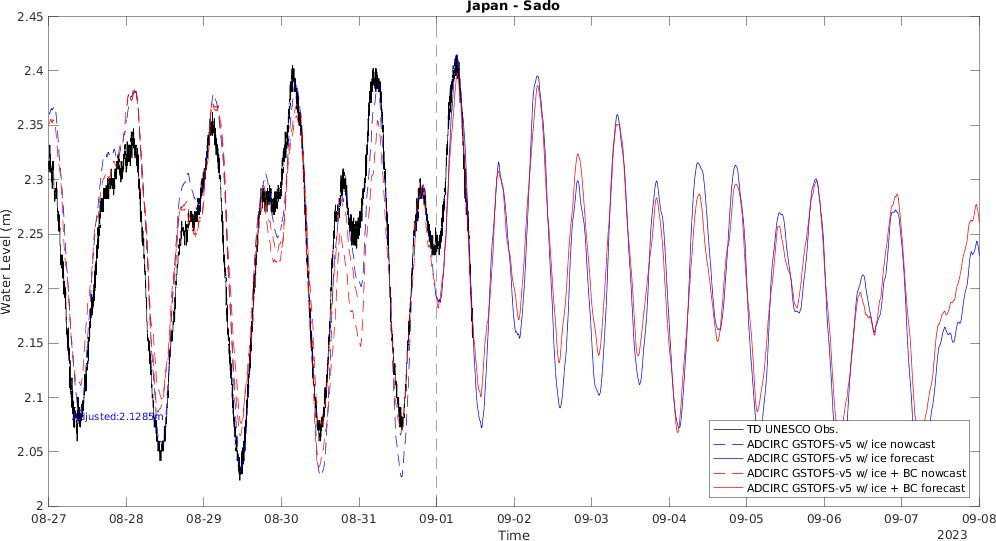 Japan - Sado
Water Level (m)
2.45
2.4
2.35
2.3
2.25
2.2
2.15
2.1
2.05
2
justed:2.1285m
TD UNESCO Obs.
ADCIRC GSTOFS-v5 w/ ice nowcast
ADCIRC GSTOFS-v5 w/ ice forecast
ADCIRC GSTOFS-v5 w/ ice + BC nowcast
ADCIRC GSTOFS-v5 w/ ice + BC forecast
08-27 08-28 08-29 08-30 08-31 09-01 09-02 09-03 09-04 09-05 09-06 09-07 09-08
Time
2023